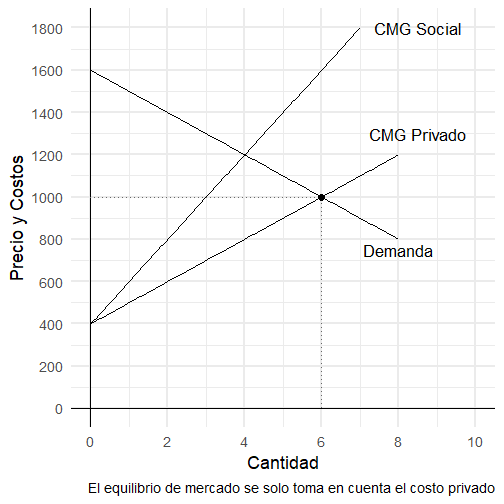 1800
1600
1400
1200
1000
800
600
400
200
0
Precio y Costos
CMG Social
CMG Privado
Demanda
0 2 4 6 8 10
Cantidad
El equilibrio de mercado se solo toma en cuenta el costo privado